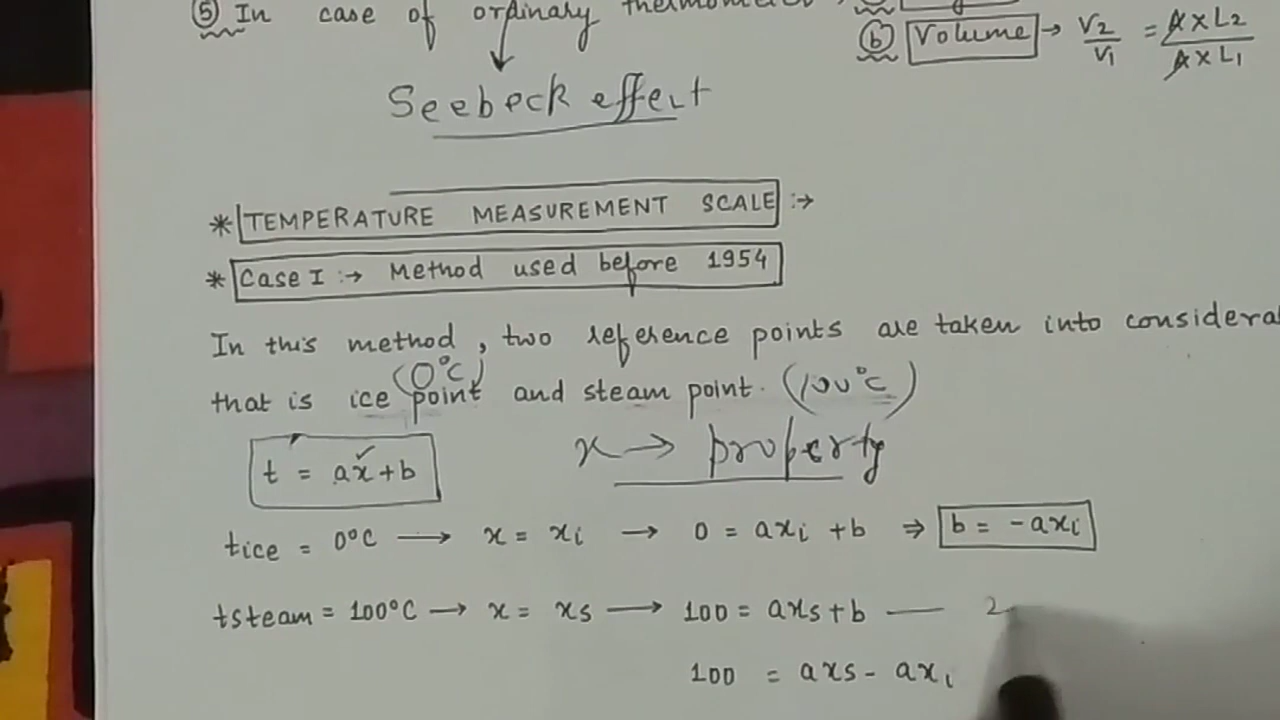 ⑤ In case of ordinary thermometer,
ⓑ Volume → V2/V1 = A x L2/A x L1
Seebeck effect
* TEMPERATURE MEASUREMENT SCALE :→
* Case I :→ Method used before 1954
In this method, two reference points are taken into considera
(0°C)
that is ice point and steam point. (100°C)
t = ax+b
x → property
tice = 0°C → x = xi → 0 = axi +b ⇒ b = -axi
tsteam = 100°C → x = xs → 100 = axs+b — 2
100 = axs - axi